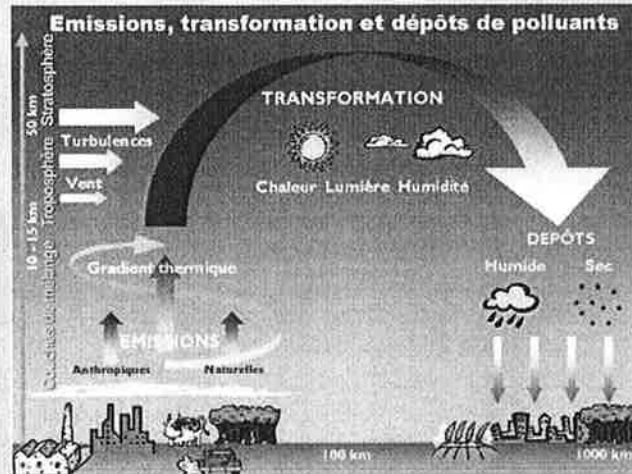 Emissions, transformation et dépôts de polluants
50 km
Stratosphère
10 - 15 km
Troposphère
Couches de mélange
Turbulences
Vent
TRANSFORMATION
Chaleur Lumière Humidité
Gradient thermique
EMISSIONS
Anthropiques
Naturelles
DEPÔTS
Humide
Sec
100 km
1000 km